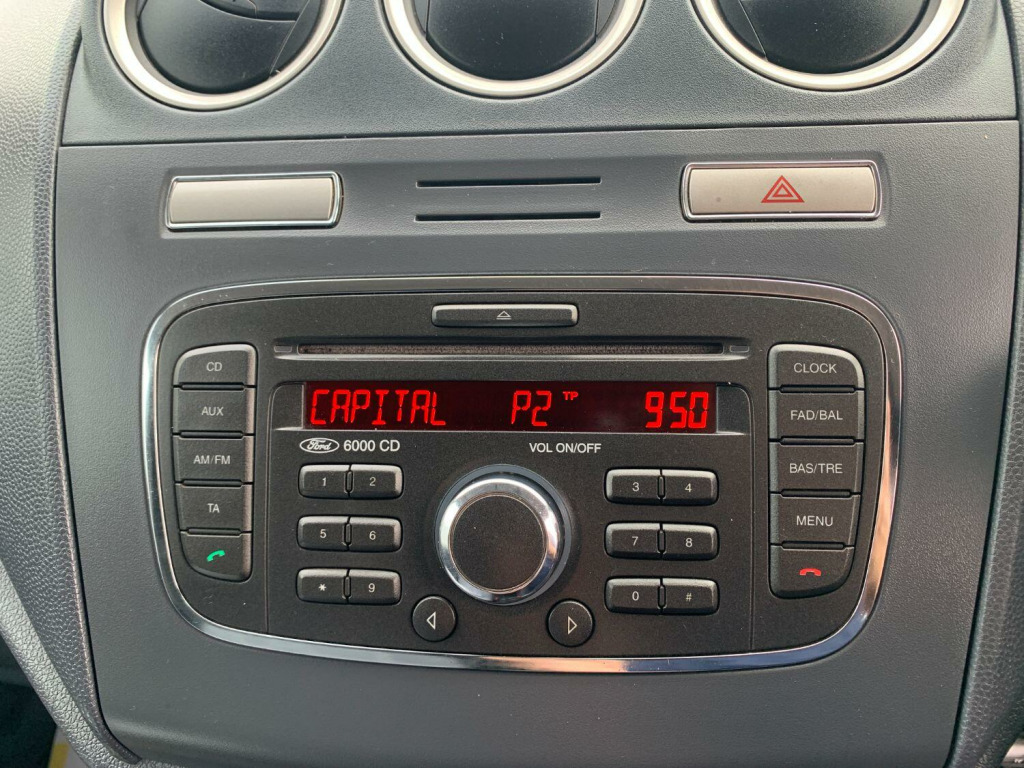 CD
CLOCK
CAPITAL P2 TP 950
AUX
FAD/BAL
Ford 6000 CD
VOL ON/OFF
AM/FM
BAS/TRE
1 2
3 4
TA
MENU
5 6
7 8
* 9
0 #